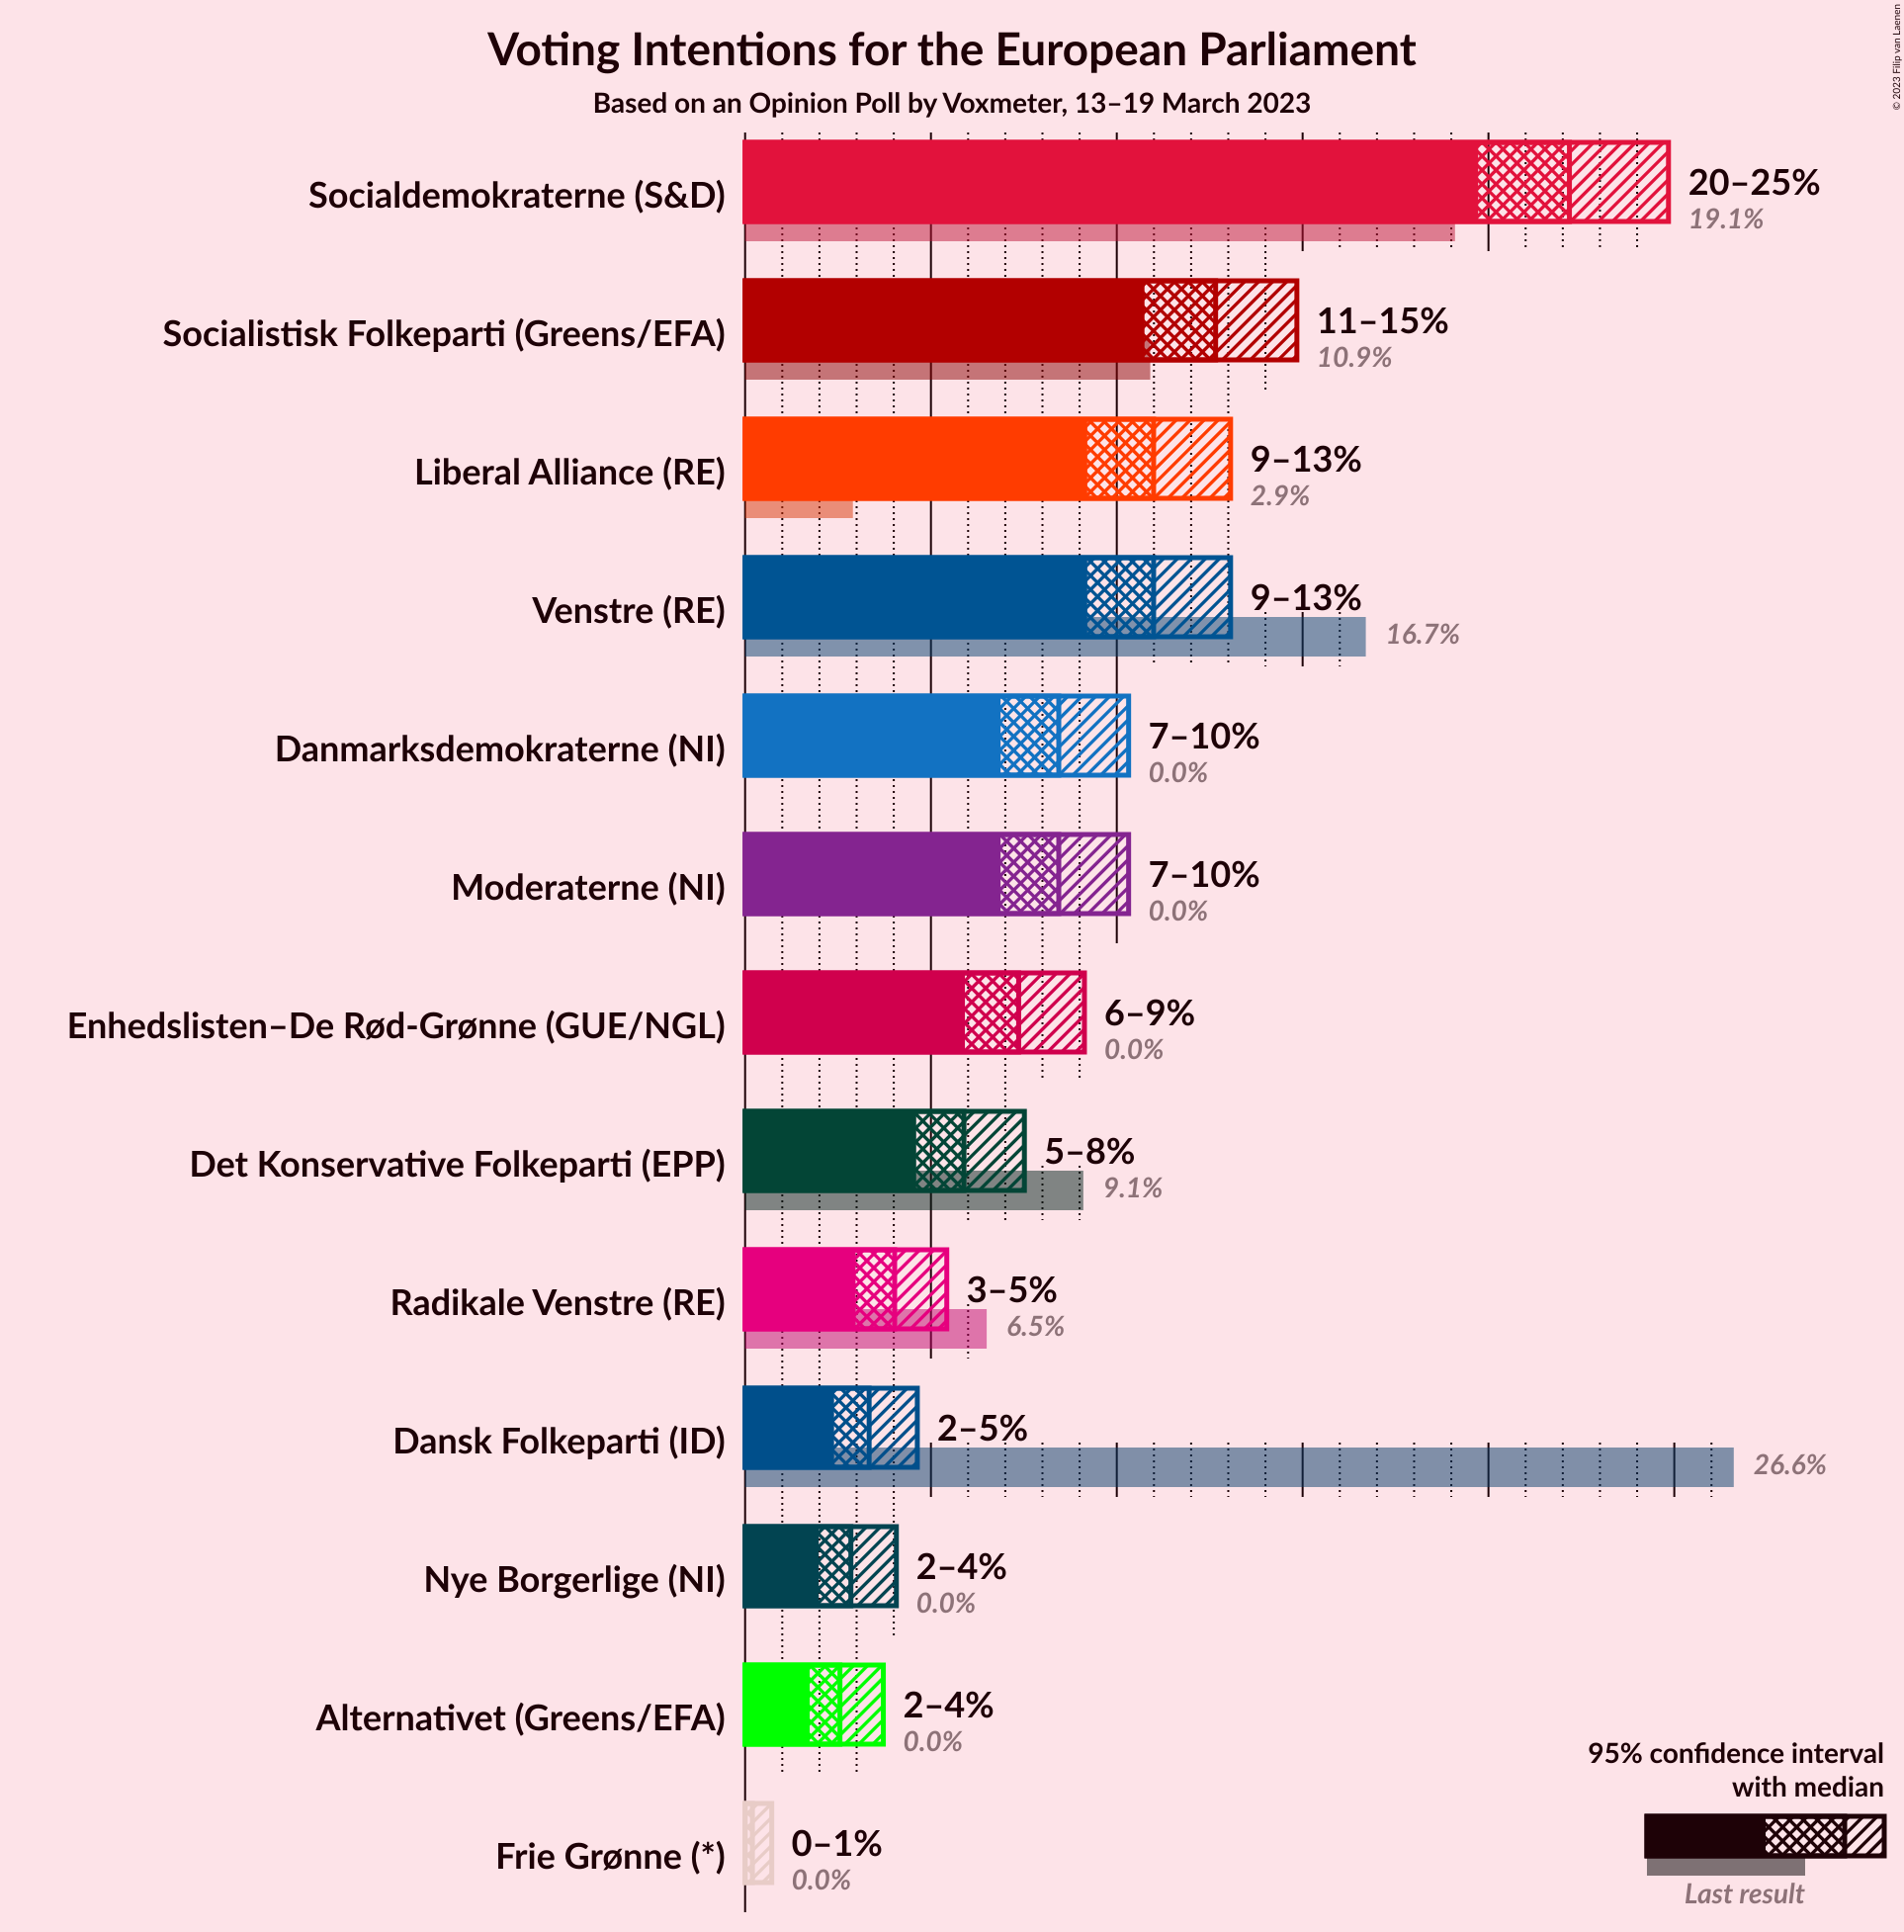 Voting Intentions for the European Parliament
Based on an Opinion Poll by Voxmeter, 13–19 March 2023
© 2023 Filip van Laenen
Socialdemokraterne (S&D)
20–25%
19.1%
Socialistisk Folkeparti (Greens/EFA)
11–15%
10.9%
Liberal Alliance (RE)
9–13%
2.9%
Venstre (RE)
9–13%
16.7%
Danmarksdemokraterne (NI)
7–10%
0.0%
Moderaterne (NI)
7–10%
0.0%
Enhedslisten–De Rød-Grønne (GUE/NGL)
6–9%
0.0%
Det Konservative Folkeparti (EPP)
5–8%
9.1%
Radikale Venstre (RE)
3–5%
6.5%
Dansk Folkeparti (ID)
2–5%
26.6%
Nye Borgerlige (NI)
2–4%
0.0%
Alternativet (Greens/EFA)
2–4%
0.0%
Frie Grønne (*)
0–1%
0.0%
95% confidence interval
with median
Last result